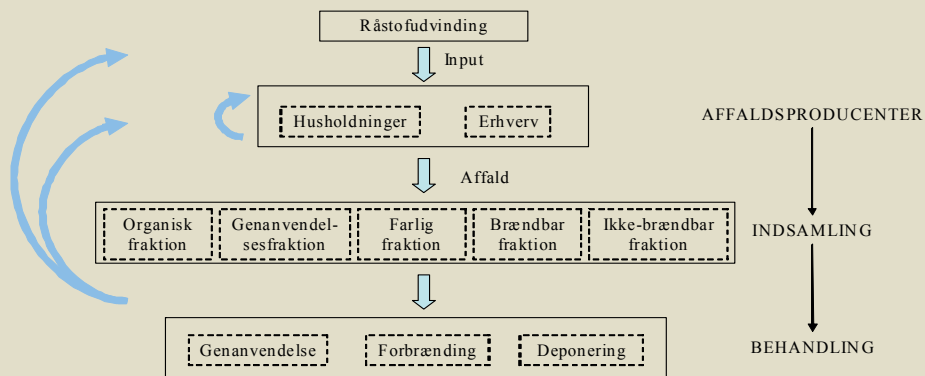 Råstofudvinding
Input
Husholdninger Erhverv
AFFALDSPRODUCENTER
Affald
Organisk
fraktion
Genanvendel-
sesfraktion
Farlig
fraktion
Brændbar
fraktion
Ikke-brændbar
fraktion
INDSAMLING
Genanvendelse Forbrænding Deponering
BEHANDLING